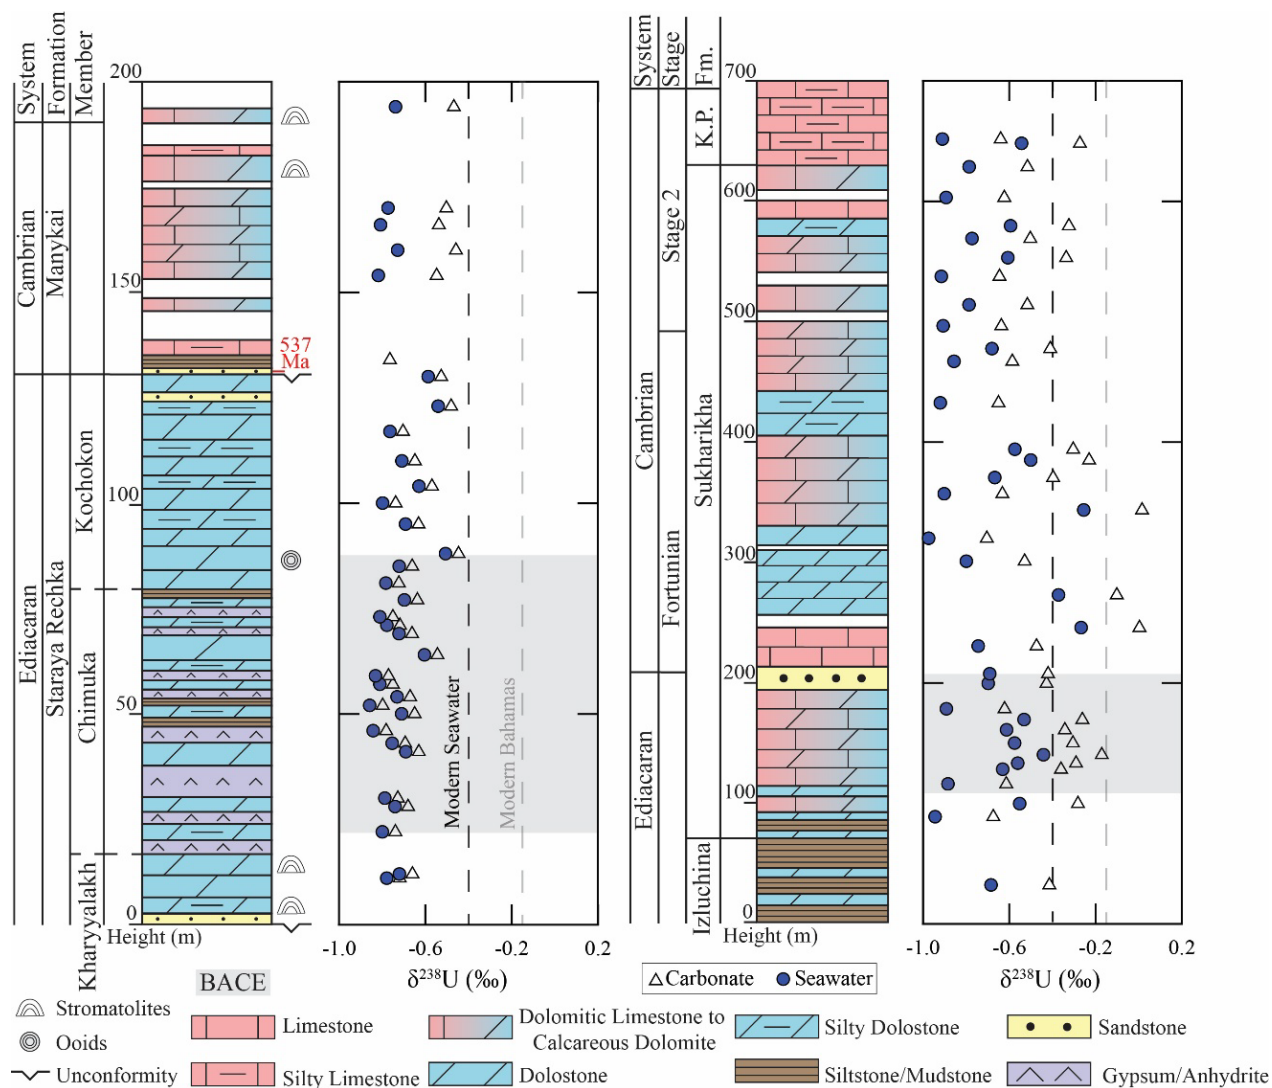 System
Formation
Member
Cambrian
Manykai
Ediacaran
Staraya Rechka
Kochokon
Chimuka
Kharyyalakh
200
150
100
50
0
Height (m)
537
Ma
Modern Seawater
Modern Bahamas
-1.0 -0.6 -0.2 0.2
δ²³⁸U (‰)
System
Stage
Fm.
Cambrian
Ediacaran
Stage 2
Fortunian
K.P.
Sukharikha
Izluchina
700
600
500
400
300
200
100
0
Height (m)
-1.0 -0.6 -0.2 0.2
δ²³⁸U (‰)
BACE
Carbonate Seawater
Stromatolites
Ooids
Unconformity
Limestone
Silty Limestone
Dolomitic Limestone to
Calcareous Dolomite
Dolostone
Silty Dolostone
Siltstone/Mudstone
Sandstone
Gypsum/Anhydrite